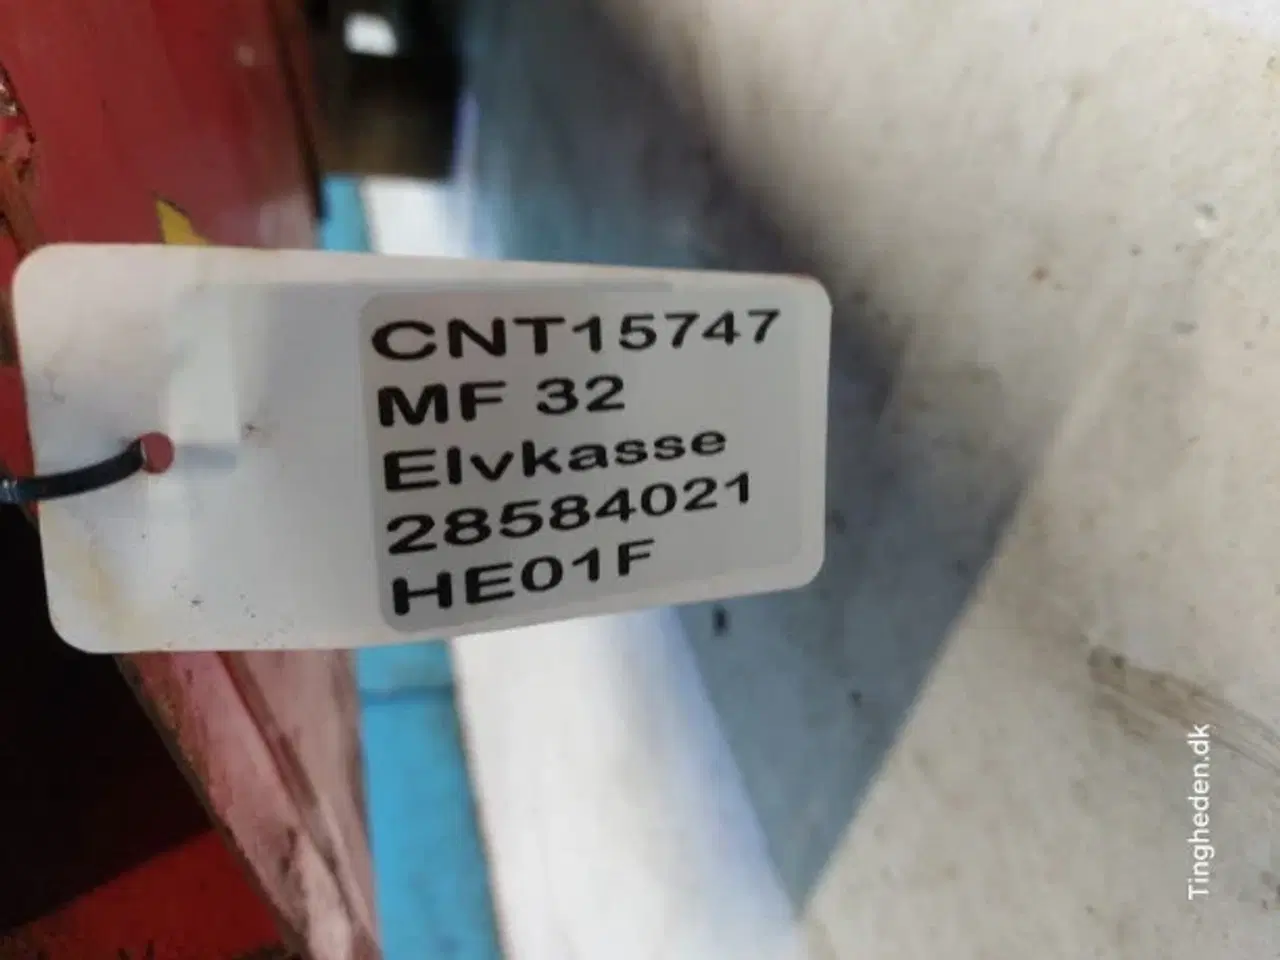 CNT15747
MF 32
Elvkasse
28584021
HE01F
Tingheden.dk